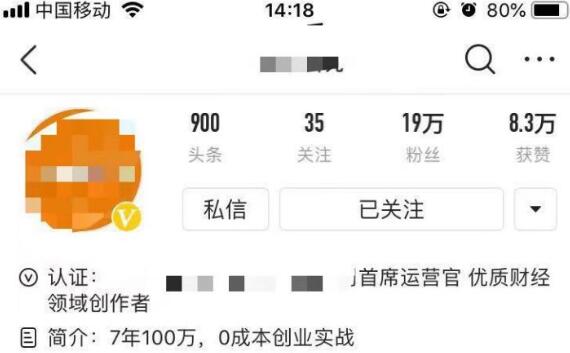 中国移动 14:18 80%
900 35 19万 8.3万
头条 关注 粉丝 获赞
私信 已关注
V
认证： 首席运营官 优质财经
领域创作者
简介：7年100万，0成本创业实战